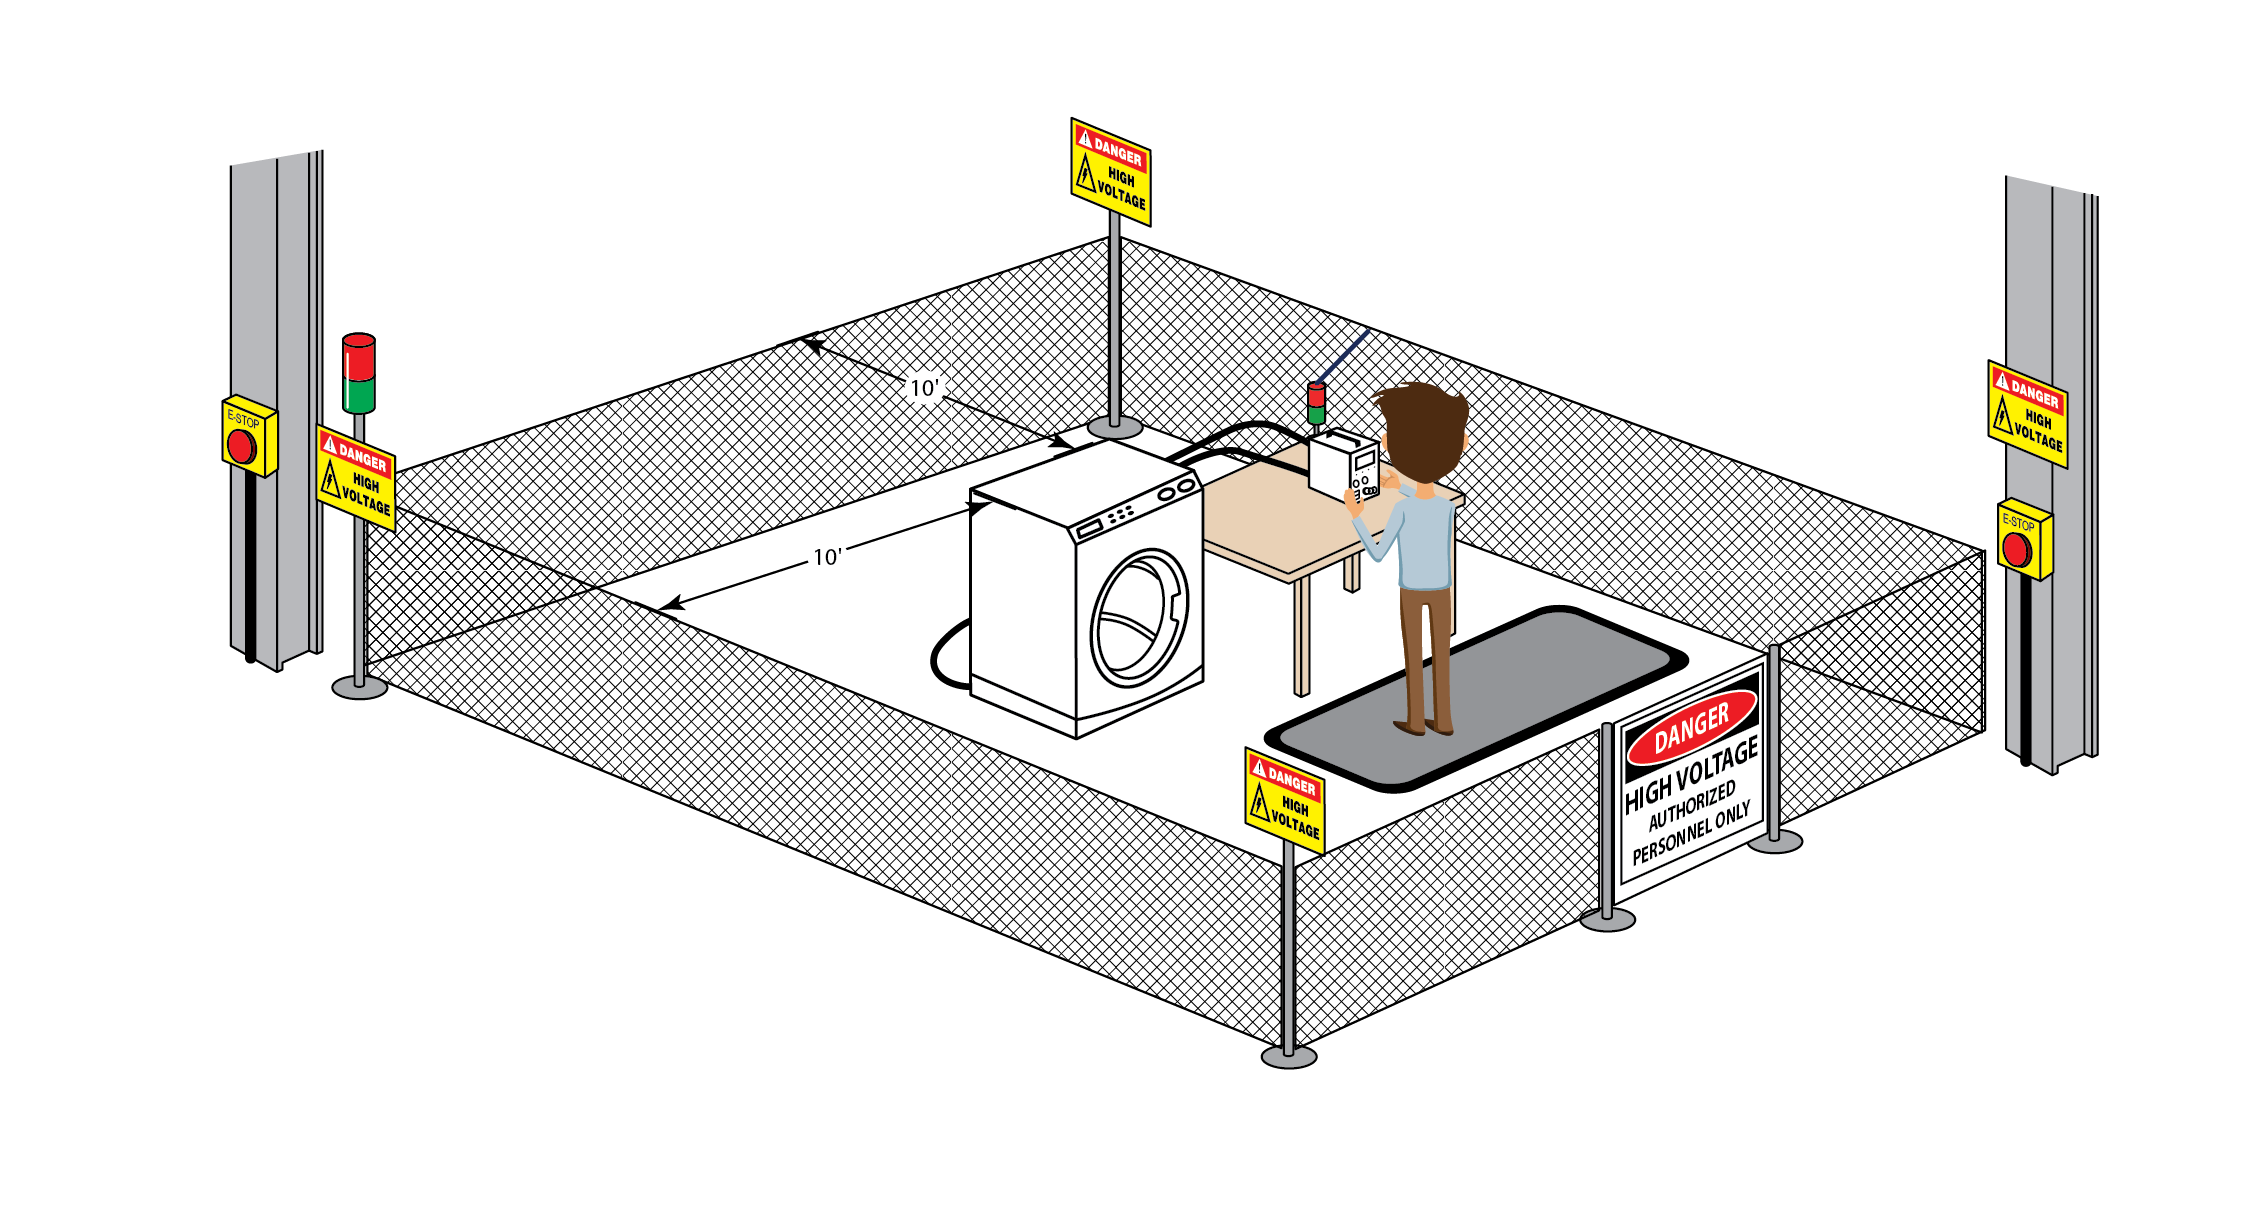 DANGER
HIGH
VOLTAGE
E-STOP
DANGER
HIGH
VOLTAGE
10'
10'
DANGER
HIGH
VOLTAGE
E-STOP
DANGER
HIGH
VOLTAGE
DANGER
HIGH VOLTAGE
AUTHORIZED
PERSONNEL ONLY